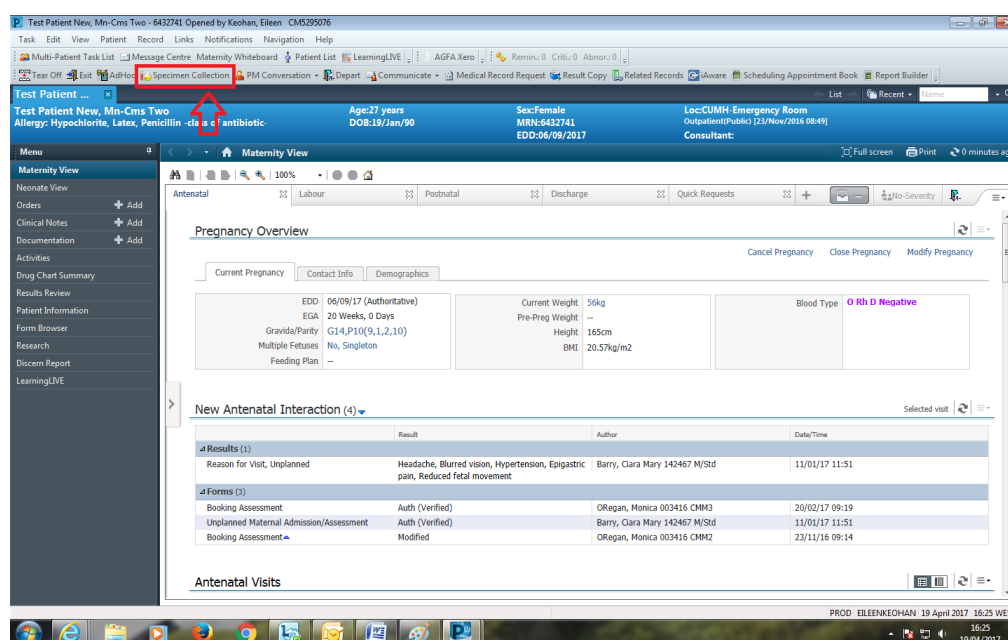 Test Patient New, Mn-Cms Two - 6432741 Opened by Keohan, Eileen CM5295076
Task Edit View Patient Record Links Notifications Navigation Help
Multi-Patient Task List Message Centre Maternity Whiteboard Patient List LearningLIVE AGFA Xero Remin.: 0 Criti.: 0 Abnor.: 0
Tear Off Exit AdHoc Specimen Collection PM Conversation Depart Communicate Medical Record Request Result Copy Related Records iAware Scheduling Appointment Book Report Builder
Test Patient ... List Recent Name
Test Patient New, Mn-Cms Two Age:27 years Sex:Female Loc:CUMH-Emergency Room
Allergy: Hypochlorite, Latex, Penicillin -class of antibiotic- DOB:19/Jan/90 MRN:6432741 Outpatient(Public) [23/Nov/2016 08:49]
EDD:06/09/2017 Consultant:
Menu Maternity View Full screen Print 0 minutes ag
Maternity View
Neonate View
Orders Add
Clinical Notes Add
Documentation Add
Activities
Drug Chart Summary
Results Review
Patient Information
Form Browser
Research
Discern Report
LearningLIVE
100%
Antenatal Labour Postnatal Discharge Quick Requests No-Severity
Pregnancy Overview
Cancel Pregnancy Close Pregnancy Modify Pregnancy
Current Pregnancy Contact Info Demographics
EDD 06/09/17 (Authoritative) Current Weight 56kg Blood Type O Rh D Negative
EGA 20 Weeks, 0 Days Pre-Preg Weight --
Gravida/Parity G14,P10(9,1,2,10) Height 165cm
Multiple Fetuses No, Singleton BMI 20.57kg/m2
Feeding Plan --
New Antenatal Interaction (4) Selected visit
Result Author Date/Time
Results (1)
Reason for Visit, Unplanned Headache, Blurred vision, Hypertension, Epigastric Barry, Ciara Mary 142467 M/Std 11/01/17 11:51
pain, Reduced fetal movement
Forms (3)
Booking Assessment Auth (Verified) ORegan, Monica 003416 CMM3 20/02/17 09:19
Unplanned Maternal Admission/Assessment Auth (Verified) Barry, Ciara Mary 142467 M/Std 11/01/17 11:51
Booking Assessment Modified ORegan, Monica 003416 CMM2 23/11/16 09:14
Antenatal Visits
PROD EILEENKEOHAN 19 April 2017 16:25 WE
16:25
19/04/2017